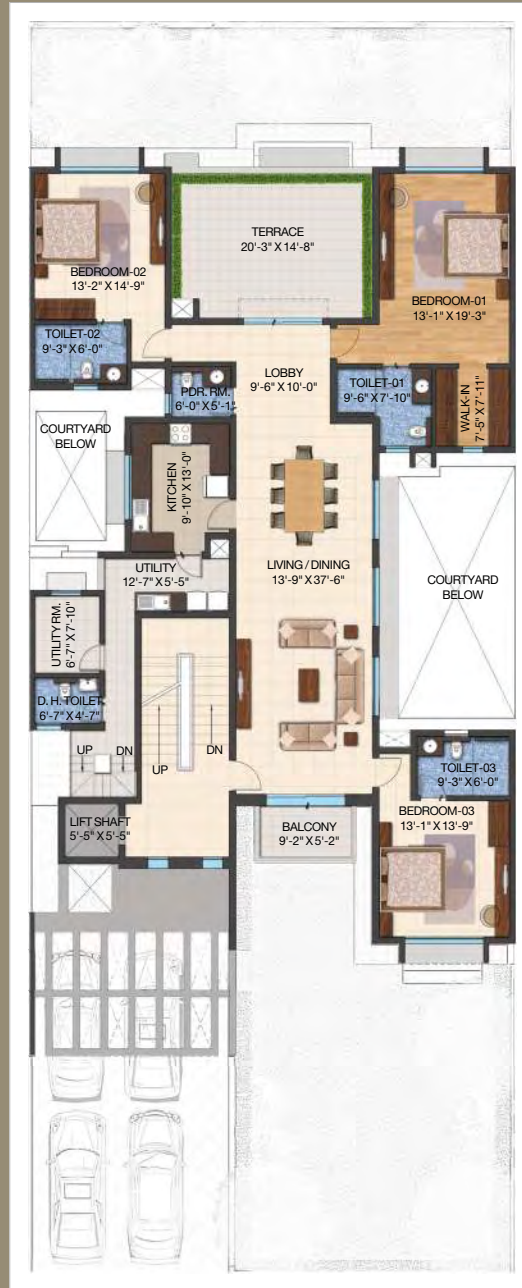 TERRACE
20'-3" X 14'-8"
BEDROOM-02
13'-2" X 14'-9"
BEDROOM-01
13'-1" X 19'-3"
TOILET-02
9'-3" X 6'-0"
LOBBY
9'-6" X 10'-0"
PDR. RM.
6'-0" X 5'-1"
TOILET-01
9'-6" X 7'-10"
WALK-IN
7'-5" X 7'-11"
COURTYARD
BELOW
KITCHEN
9'-10" X 13'-0"
UTILITY
12'-7" X 5'-5"
LIVING / DINING
13'-9" X 37'-6"
COURTYARD
BELOW
UTILITY RM.
6'-7" X 7'-10"
D. H. TOILET
6'-7" X 4'-7"
UP
DN
UP
DN
TOILET-03
9'-3" X 6'-0"
LIFT SHAFT
5'-5" X 5'-5"
BALCONY
9'-2" X 5'-2"
BEDROOM-03
13'-1" X 13'-9"